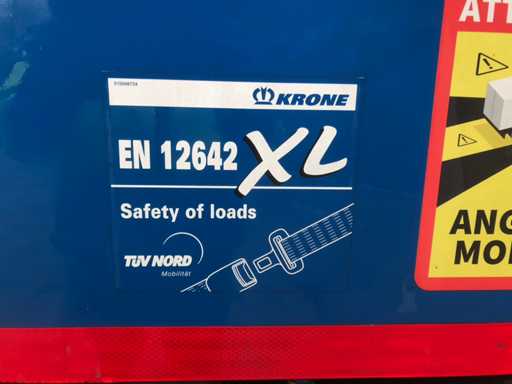 KRONE
EN 12642 XL
Safety of loads
TÜV NORD
Mobilität
ATT
ANG
MO